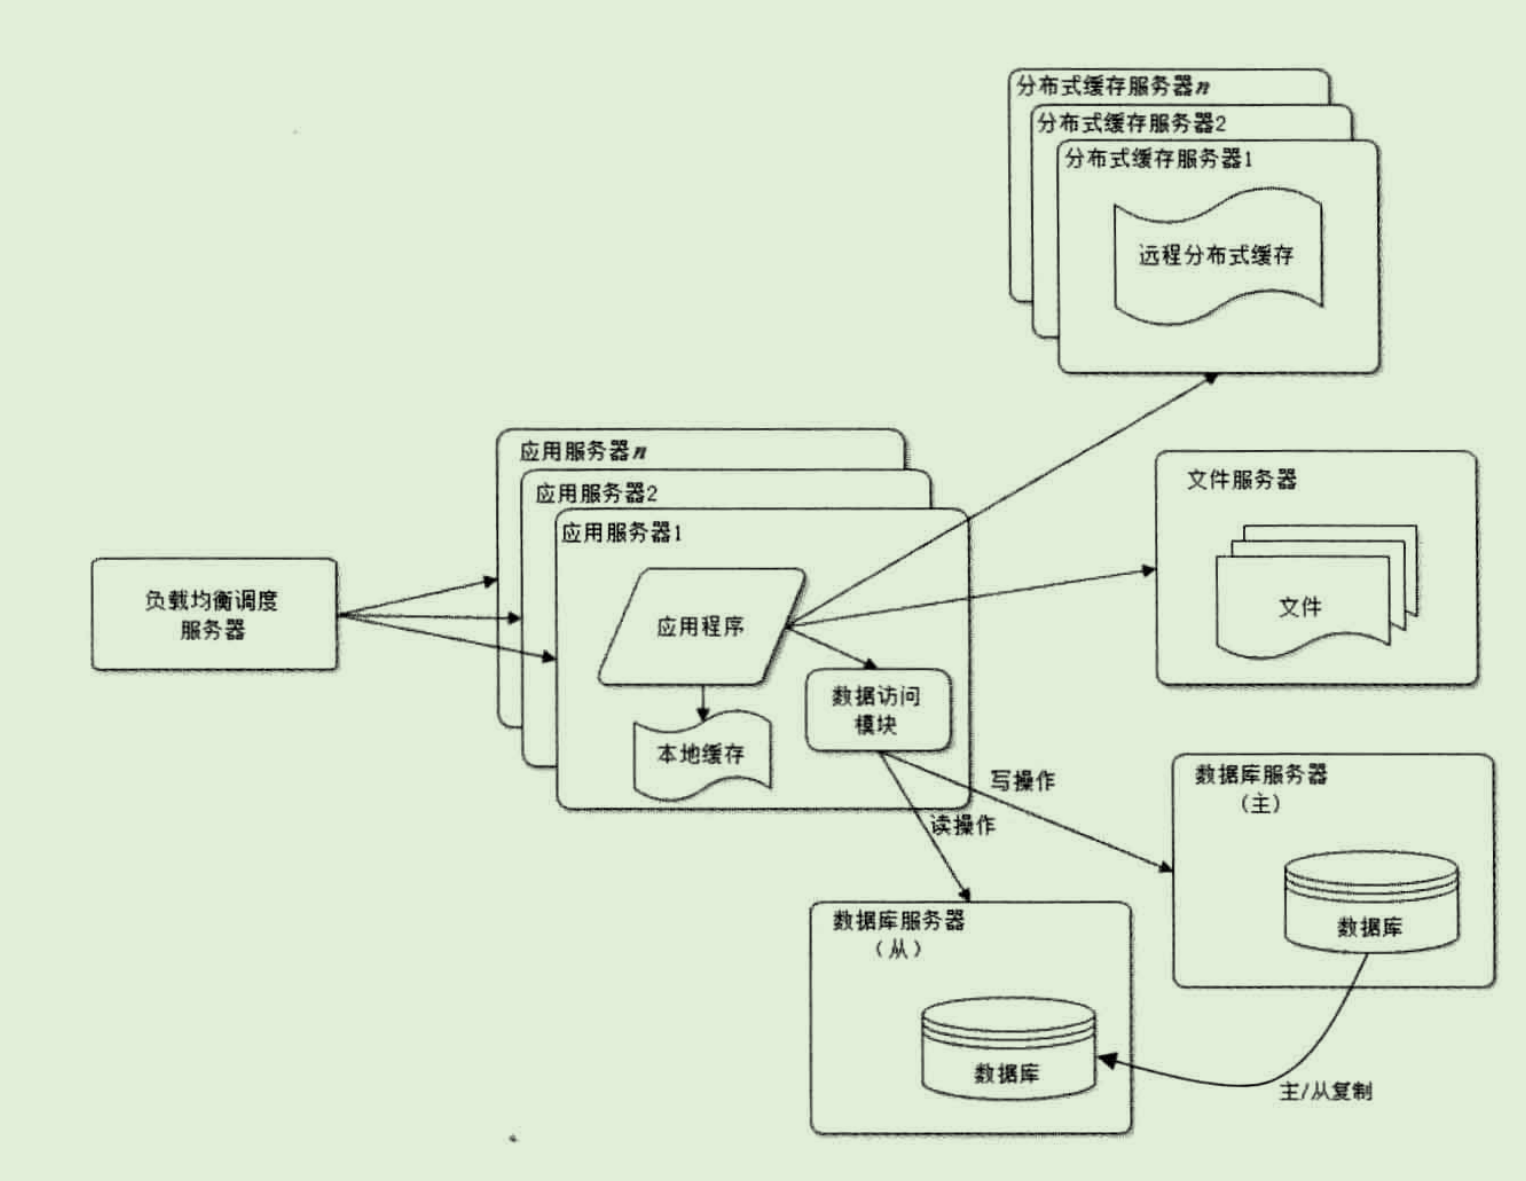 分布式缓存服务器n
分布式缓存服务器2
分布式缓存服务器1
远程分布式缓存
应用服务器n
应用服务器2
应用服务器1
文件服务器
文件
负载均衡调度
服务器
应用程序
数据访问
模块
本地缓存
写操作
读操作
数据库服务器
（主）
数据库
数据库服务器
（从）
数据库
主/从复制